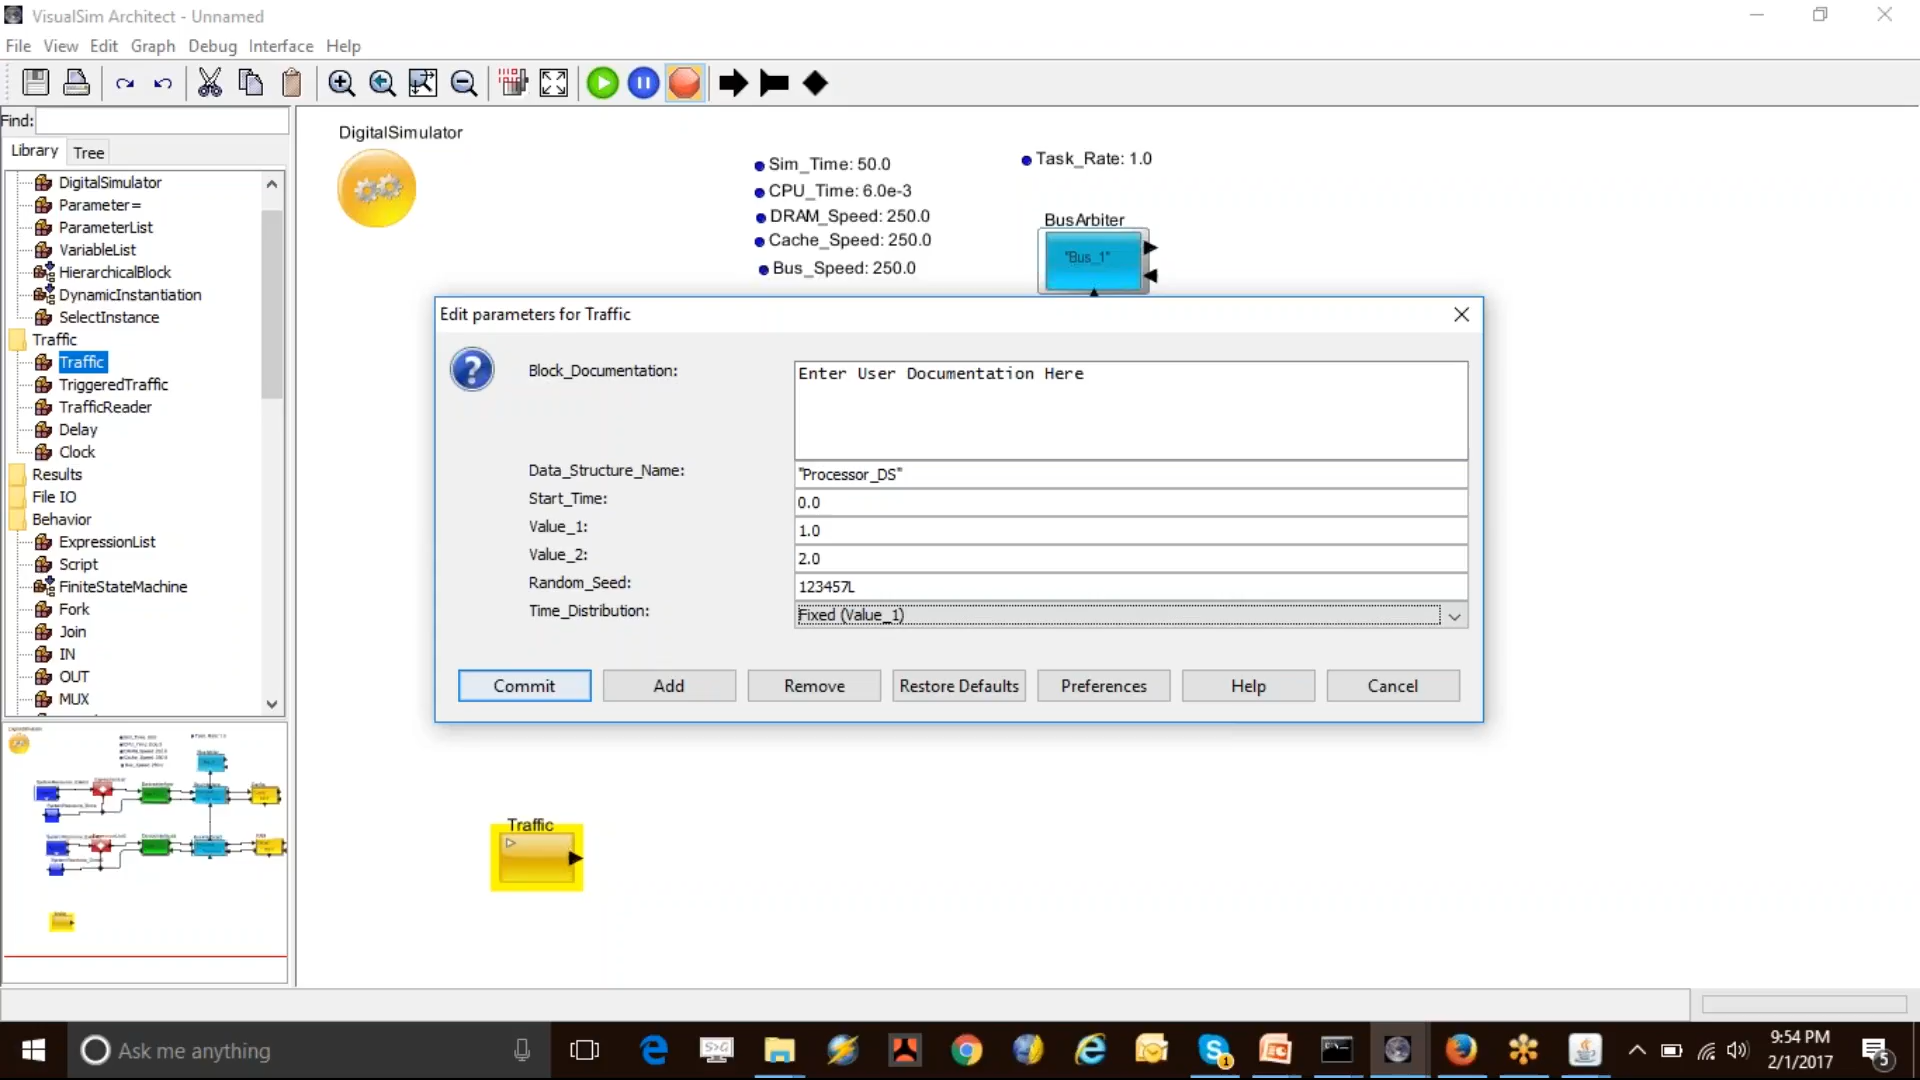 VisualSim Architect - Unnamed
File View Edit Graph Debug Interface Help
Find:
Library Tree
DigitalSimulator
Parameter=
ParameterList
VariableList
HierarchicalBlock
DynamicInstantiation
SelectInstance
Traffic
Traffic
TriggeredTraffic
TrafficReader
Delay
Clock
Results
File IO
Behavior
ExpressionList
Script
FiniteStateMachine
Fork
Join
IN
OUT
MUX
DigitalSimulator
Sim_Time: 50.0
CPU_Time: 6.0e-3
DRAM_Speed: 250.0
Cache_Speed: 250.0
Bus_Speed: 250.0
Task_Rate: 1.0
BusArbiter
"Bus_1"
Edit parameters for Traffic
Block_Documentation: Enter User Documentation Here
Data_Structure_Name: "Processor_DS"
Start_Time: 0.0
Value_1: 1.0
Value_2: 2.0
Random_Seed: 123457L
Time_Distribution: Fixed (Value_1)
Commit Add Remove Restore Defaults Preferences Help Cancel
Traffic
Ask me anything
9:54 PM
2/1/2017